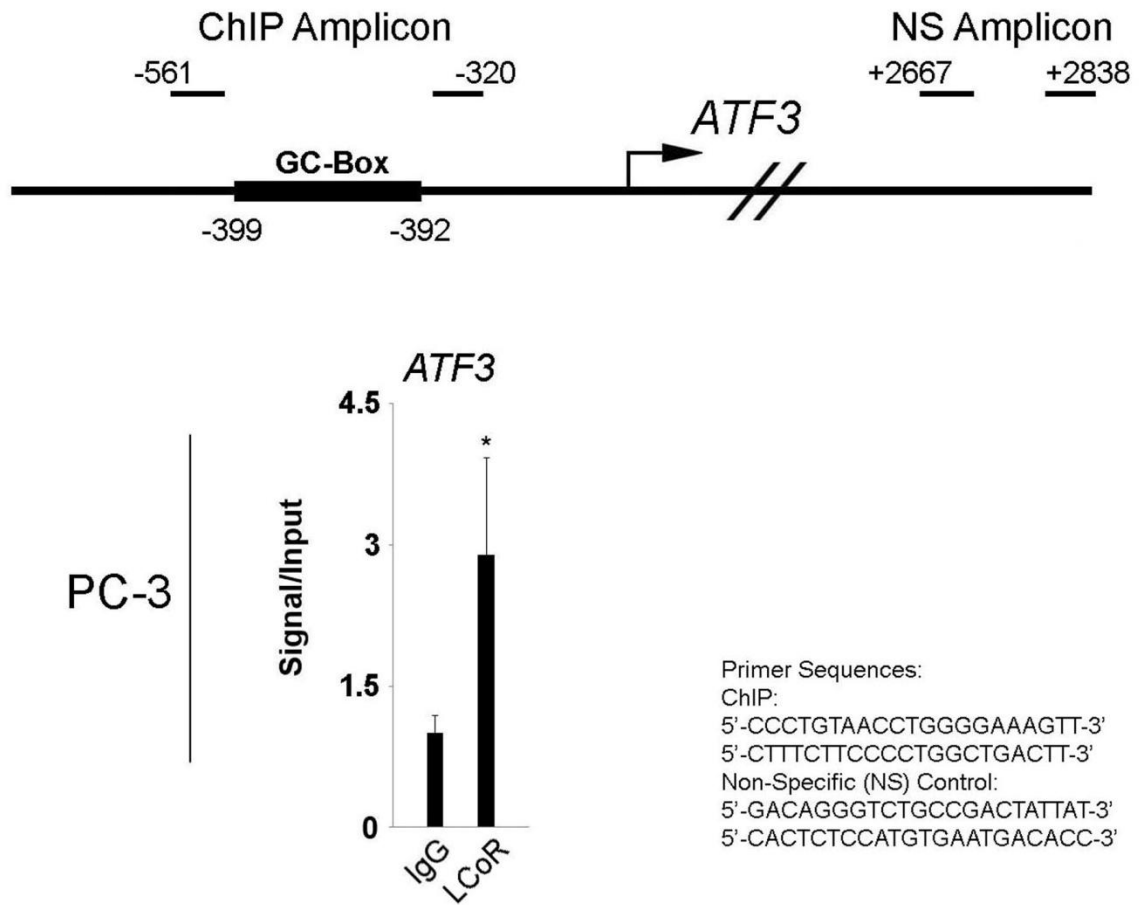 ChIP Amplicon NS Amplicon
-561 -320 +2667 +2838
ATF3
GC-Box
-399 -392
ATF3
4.5
*
3
1.5
0
Signal/Input
PC-3
IgG LCoR
Primer Sequences:
ChIP:
5’-CCCTGTAACCTGGGGAAAGTT-3’
5’-CTTTCTTCCCCTGGCTGACTT-3’
Non-Specific (NS) Control:
5’-GACAGGGTCTGCCGACTATTAT-3’
5’-CACTCTCCATGTGAATGACACC-3’